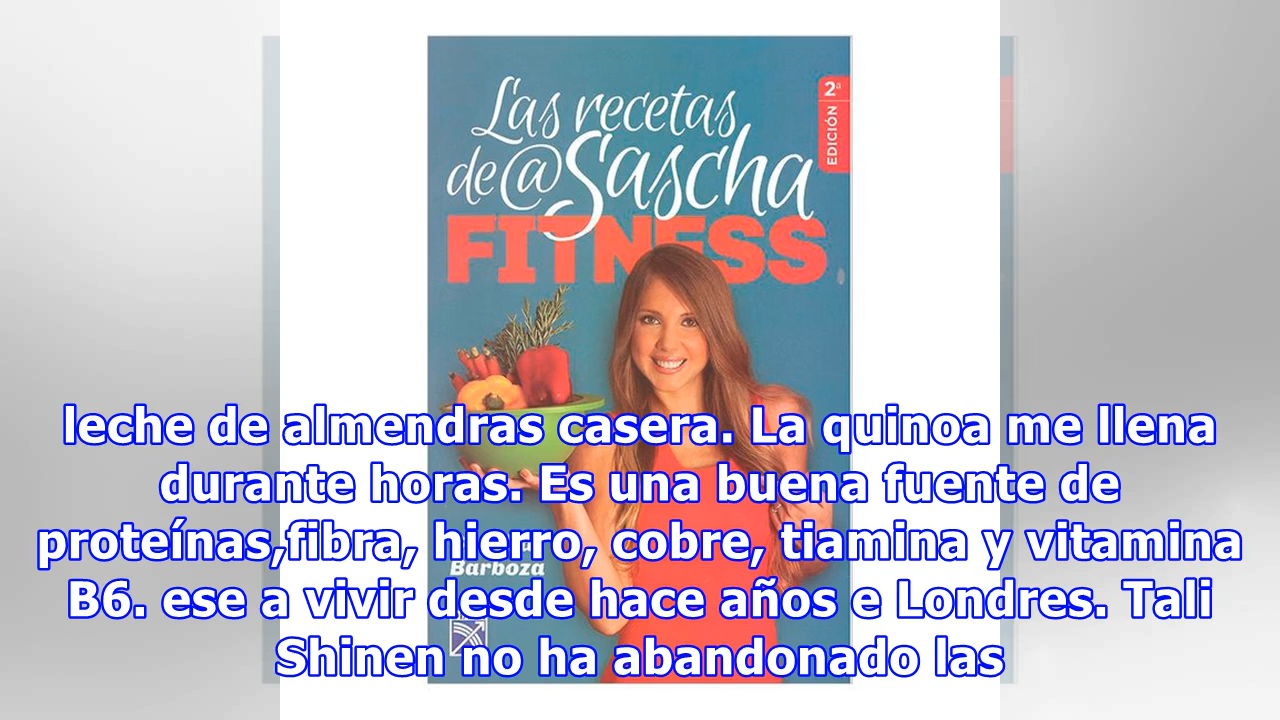 Las recetas
de @Sascha
FITNESS
2ª
EDICIÓN
leche de almendras casera. La quinoa me llena
durante horas. Es una buena fuente de
proteínas,fibra, hierro, cobre, tiamina y vitamina
Barboza
B6. ese a vivir desde hace años e Londres. Tali
Shinen no ha abandonado las